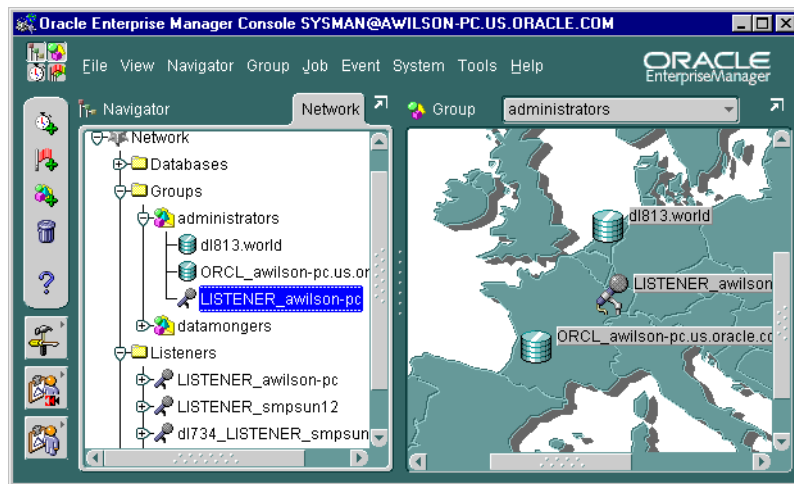 Oracle Enterprise Manager Console SYSMAN@AWILSON-PC.US.ORACLE.COM
File View Navigator Group Job Event System Tools Help
ORACLE
EnterpriseManager
Navigator
Network
Group
administrators
Network
Databases
Groups
administrators
dl813.world
ORCL_awilson-pc.us.or
LISTENER_awilson-pc
datamongers
Listeners
LISTENER_awilson-pc
LISTENER_smpsun12
dl734_LISTENER_smpsun
dl813.world
LISTENER_awilson
ORCL_awilson-pc.us.oracle.cc